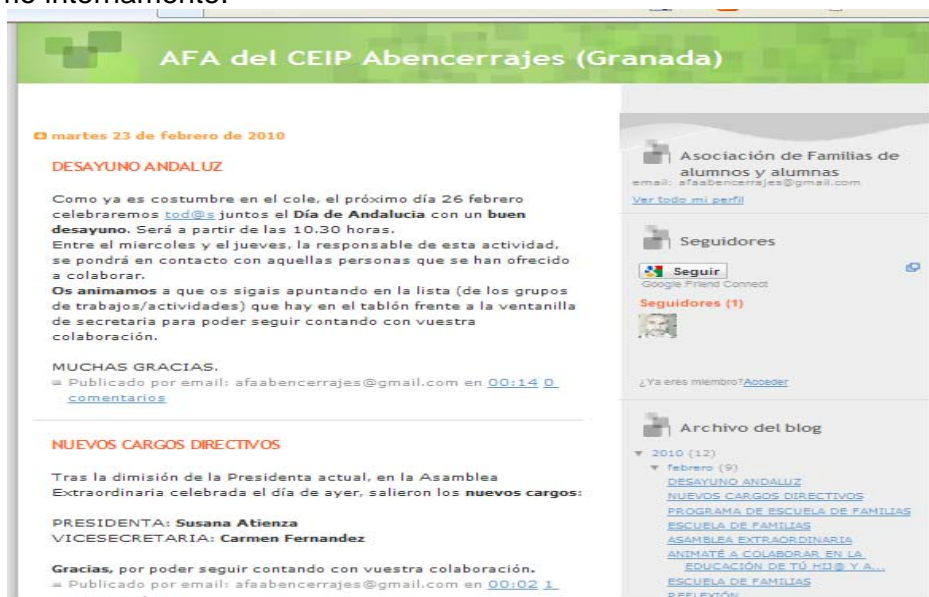 internamente.
AFA del CEIP Abencerrajes (Granada)
martes 23 de febrero de 2010
DESAYUNO ANDALUZ
Como ya es costumbre en el cole, el próximo día 26 febrero
celebraremos tod@s juntos el Día de Andalucia con un buen
desayuno. Será a partir de las 10.30 horas.
Entre el miercoles y el jueves, la responsable de esta actividad,
se pondrá en contacto con aquellas personas que se han ofrecido
a colaborar.
Os animamos a que os sigais apuntando en la lista (de los grupos
de trabajos/actividades) que hay en el tablón frente a la ventanilla
de secretaria para poder seguir contando con vuestra
colaboración.
MUCHAS GRACIAS.
Publicado por email: afaabencerrajes@gmail.com en 00:14 0
comentarios
NUEVOS CARGOS DIRECTIVOS
Tras la dimisión de la Presidenta actual, en la Asamblea
Extraordinaria celebrada el día de ayer, salieron los nuevos cargos:
PRESIDENTA: Susana Atienza
VICESECRETARIA: Carmen Fernandez
Gracias, por poder seguir contando con vuestra colaboración.
Publicado por email: afaabencerrajes@gmail.com en 00:02 1
Asociación de Familias de
alumnos y alumnas
email: afaabencerrajes@gmail.com
Ver todo mi perfil
Seguidores
Seguir
Google Friend Connect
Seguidores (1)
¿Ya eres miembro?Acceder
Archivo del blog
▼ 2010 (12)
▼ febrero (9)
DESAYUNO ANDALUZ
NUEVOS CARGOS DIRECTIVOS
PROGRAMA DE ESCUELA DE FAMILIAS
ESCUELA DE FAMILIAS
ASAMBLEA EXTRAORDINARIA
ANIMATÉ A COLABORAR EN LA
EDUCACIÓN DE TÚ HIJ@ Y A...
ESCUELA DE FAMILIAS
REFLEXIÓN